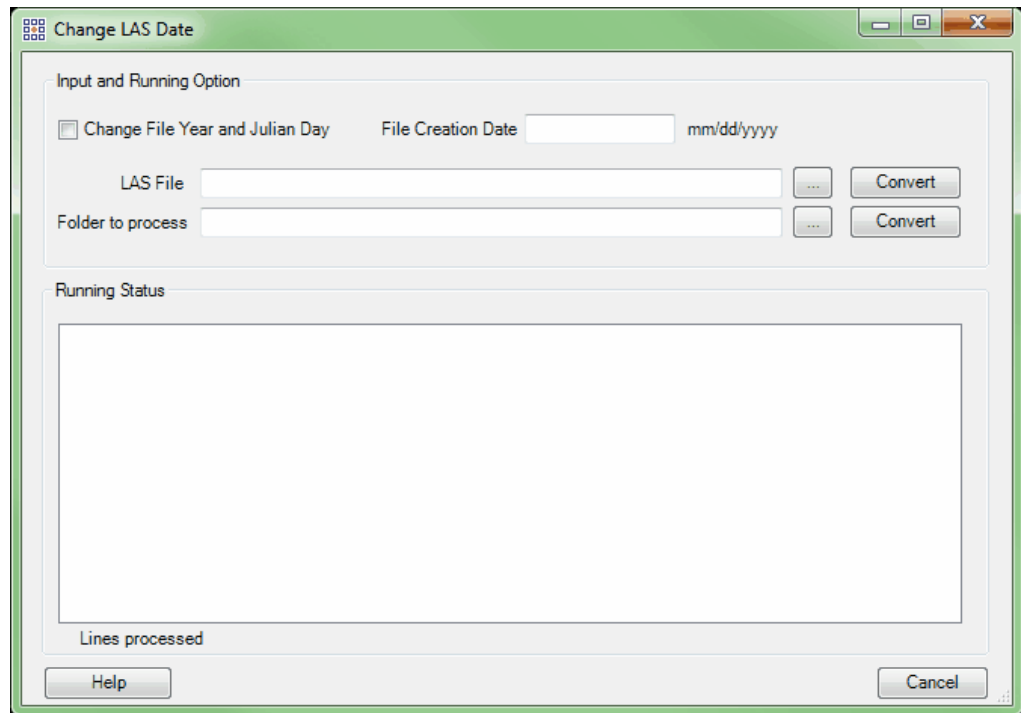 Change LAS Date
Input and Running Option
Change File Year and Julian Day File Creation Date mm/dd/yyyy
LAS File ... Convert
Folder to process ... Convert
Running Status
Lines processed
Help Cancel